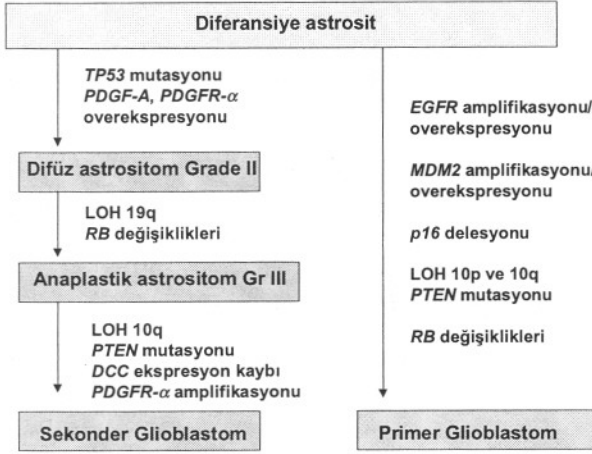 Diferansiye astrosit
TP53 mutasyonu
PDGF-A, PDGFR-α
overekspresyonu
Difüz astrositom Grade II
LOH 19q
RB değişiklikleri
Anaplastik astrositom Gr III
LOH 10q
PTEN mutasyonu
DCC ekspresyon kaybı
PDGFR-α amplifikasyonu
Sekonder Glioblastom
EGFR amplifikasyonu/
overekspresyonu
MDM2 amplifikasyonu/
overekspresyonu
p16 delesyonu
LOH 10p ve 10q
PTEN mutasyonu
RB değişiklikleri
Primer Glioblastom